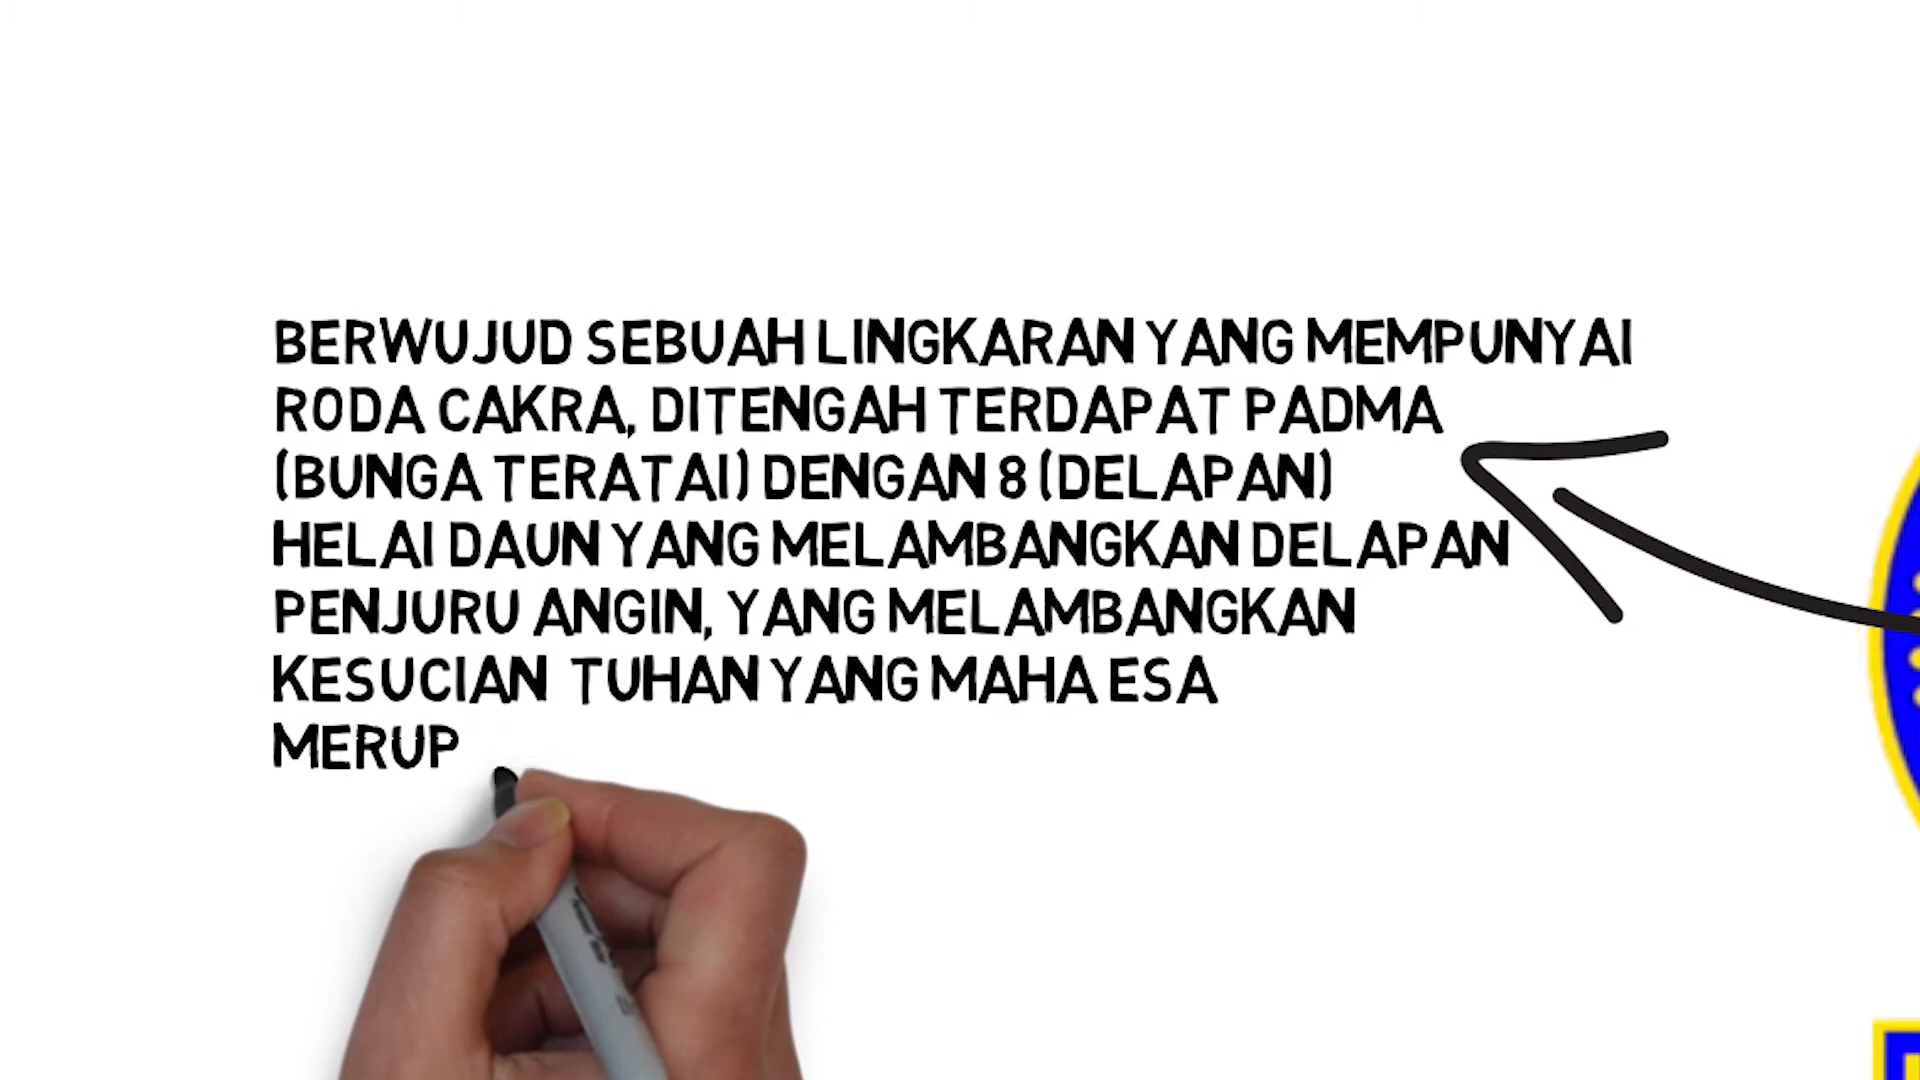 BERWUJUD SEBUAH LINGKARAN YANG MEMPUNYAI
RODA CAKRA, DITENGAH TERDAPAT PADMA
(BUNGA TERATAI) DENGAN 8 (DELAPAN)
HELAI DAUN YANG MELAMBANGKAN DELAPAN
PENJURU ANGIN, YANG MELAMBANGKAN
KESUCIAN  TUHAN YANG MAHA ESA
MERUP